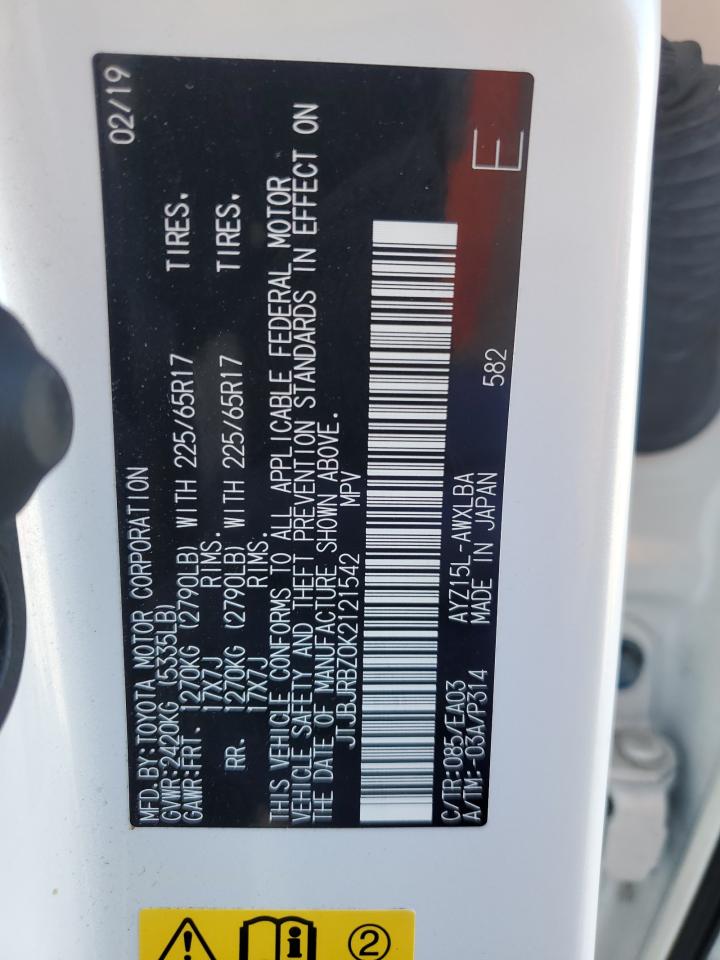 MFD. BY: TOYOTA MOTOR CORPORATION 02/19
GVWR: 2420KG (5335LB)
GAWR: FRT. 1270KG (2790LB) WITH 225/65R17 TIRES.
17X7J RIMS.
RR. 1270KG (2790LB) WITH 225/65R17 TIRES.
17X7J RIMS.
THIS VEHICLE CONFORMS TO ALL APPLICABLE FEDERAL MOTOR
VEHICLE SAFETY AND THEFT PREVENTION STANDARDS IN EFFECT ON
THE DATE OF MANUFACTURE SHOWN ABOVE.
JTJBJRBZ0K2121542 MPV
C/TR: 085/EA03 AYZ15L-AWXLBA
A/TM: -03A/P314 MADE IN JAPAN
582 E
2